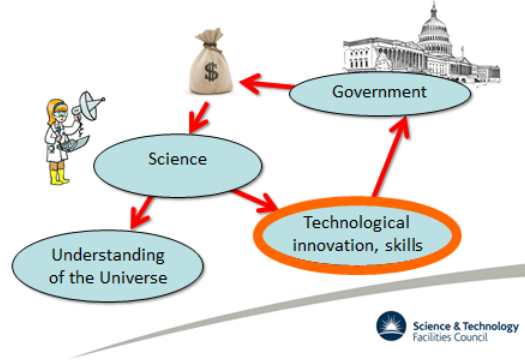 $
Government
Science
Technological
innovation, skills
Understanding
of the Universe
Science & Technology
Facilities Council